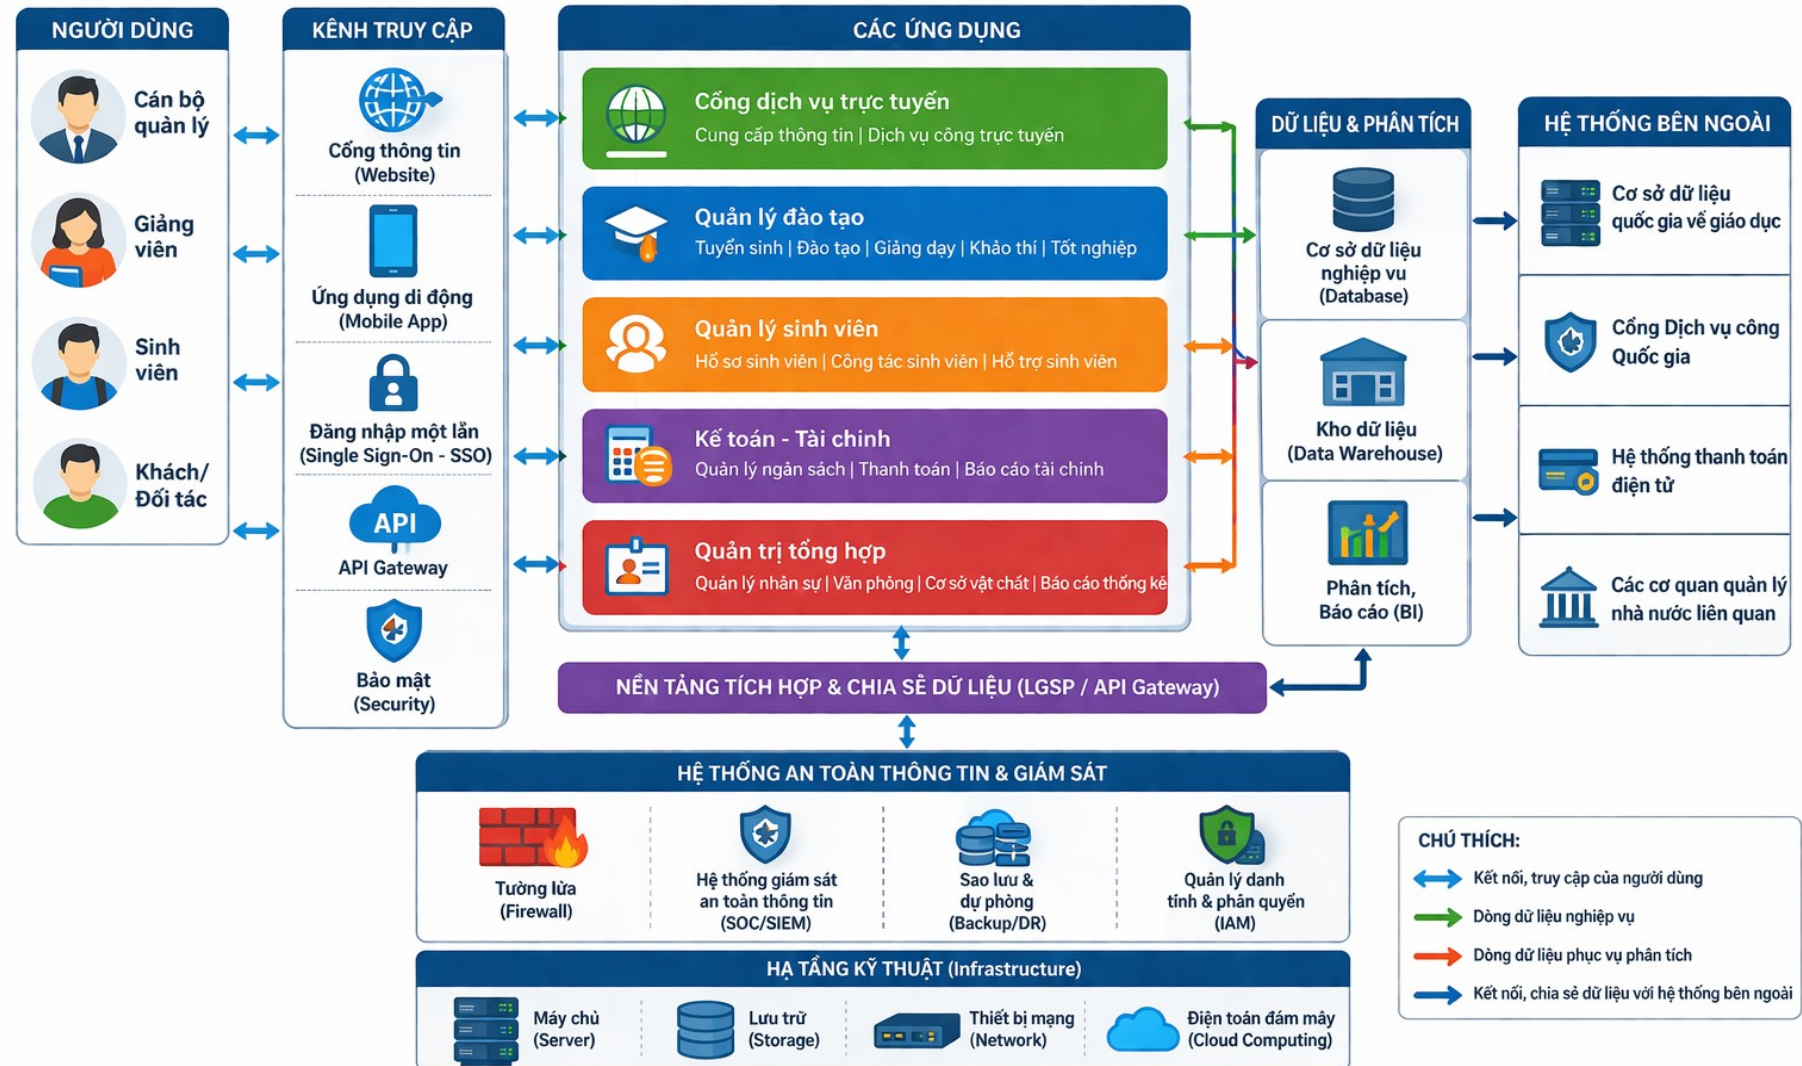 NGƯỜI DÙNG
Cán bộ
quản lý
Giảng
viên
Sinh
viên
Khách/
Đối tác
KÊNH TRUY CẬP
Cổng thông tin
(Website)
Ứng dụng di động
(Mobile App)
Đăng nhập một lần
(Single Sign-On - SSO)
API
API Gateway
Bảo mật
(Security)
CÁC ỨNG DỤNG
Cổng dịch vụ trực tuyến
Cung cấp thông tin | Dịch vụ công trực tuyến
Quản lý đào tạo
Tuyển sinh | Đào tạo | Giảng dạy | Khảo thí | Tốt nghiệp
Quản lý sinh viên
Hồ sơ sinh viên | Công tác sinh viên | Hỗ trợ sinh viên
Kế toán - Tài chinh
Quản lý ngân sách | Thanh toán | Báo cáo tài chính
Quản trị tổng hợp
Quản lý nhân sự | Văn phòng | Cơ sở vật chất | Báo cáo thống kê
DỮ LIỆU & PHÂN TÍCH
Cơ sở dữ liệu
nghiệp vu
(Database)
Kho dữ liệu
(Data Warehouse)
Phân tích,
Báo cáo (BI)
HỆ THỐNG BÊN NGOÀI
Cơ sở dữ liệu
quốc gia về giáo dục
Cổng Dịch vụ công
Quốc gia
Hệ thống thanh toán
điện tử
Các cơ quan quản lý
nhà nước liên quan
NỀN TẢNG TÍCH HỢP & CHIA SẺ DỮ LIỆU (LGSP / API Gateway)
HỆ THỐNG AN TOÀN THÔNG TIN & GIÁM SÁT
Tường lửa
(Firewall)
Hệ thống giám sát
an toàn thông tin
(SOC/SIEM)
Sao lưu &
dự phòng
(Backup/DR)
Quản lý danh
tính & phân quyền
(IAM)
HẠ TẦNG KỸ THUẬT (Infrastructure)
Máy chủ
(Server)
Lưu trữ
(Storage)
Thiết bị mạng
(Network)
Điện toán đám mây
(Cloud Computing)
CHÚ THÍCH:
Kết nối, truy cập của người dùng
Dòng dữ liệu nghiệp vụ
Dòng dữ liệu phục vụ phân tích
Kết nối, chia sẻ dữ liệu với hệ thống bên ngoài